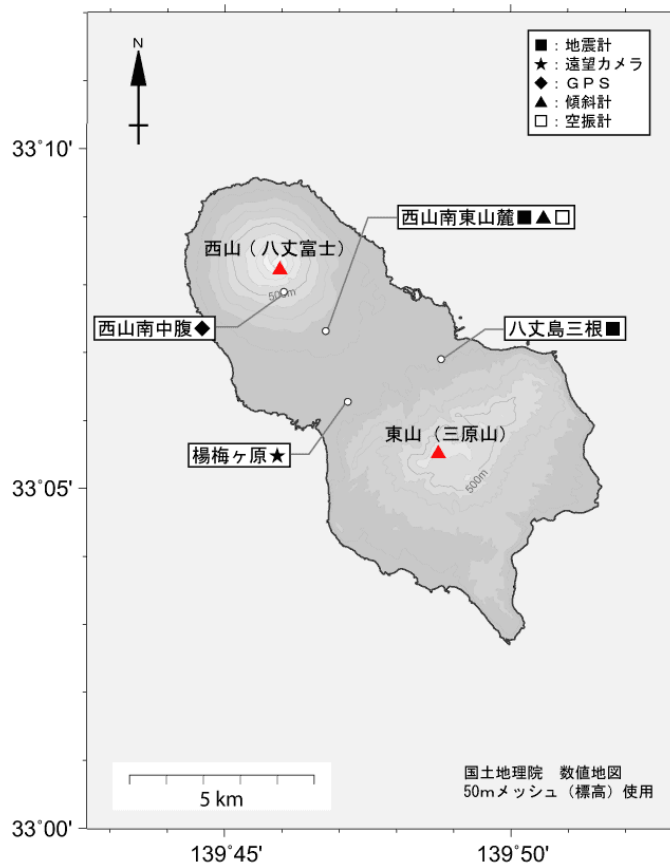 N
■：地震計
★：遠望カメラ
◆：ＧＰＳ
▲：傾斜計
□：空振計
33°10'
西山南東山麓■▲□
西山（八丈富士）
500m
西山南中腹◆
八丈島三根■
楊梅ヶ原★
東山（三原山）
500m
33°05'
5 km
国土地理院　数値地図
50mメッシュ（標高）使用
33°00'
139°45'
139°50'